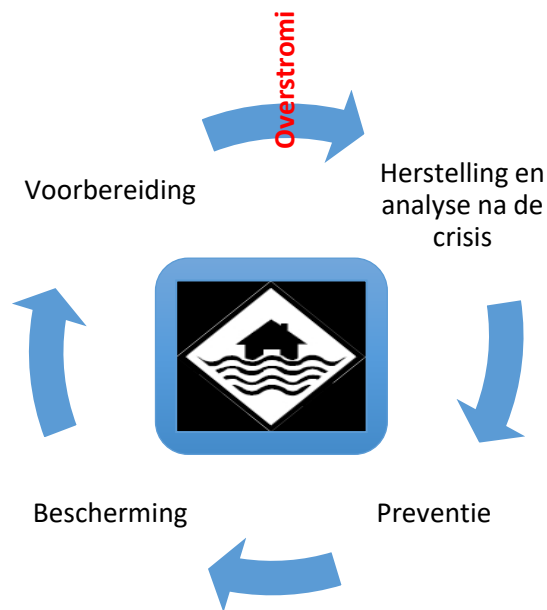 Overstromi
Voorbereiding
Herstelling en
analyse na de
crisis
Bescherming
Preventie